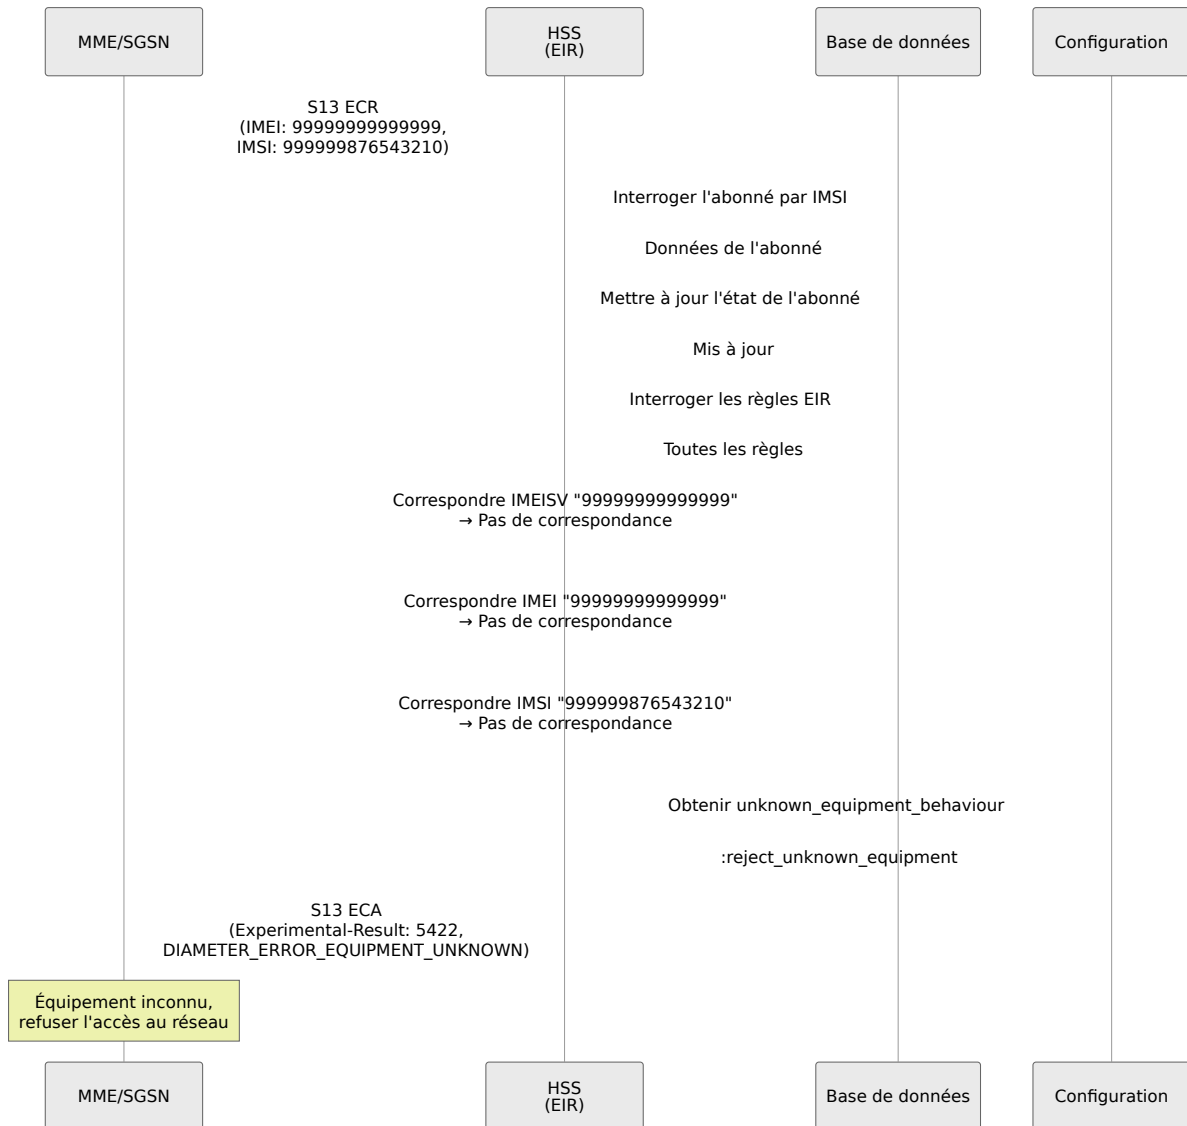 MME/SGSN
HSS
(EIR)
Base de données
Configuration
S13 ECR
(IMEI: 99999999999999,
IMSI: 999999876543210)
Interroger l'abonné par IMSI
Données de l'abonné
Mettre à jour l'état de l'abonné
Mis à jour
Interroger les règles EIR
Toutes les règles
Correspondre IMEISV "99999999999999"
→ Pas de correspondance
Correspondre IMEI "99999999999999"
→ Pas de correspondance
Correspondre IMSI "999999876543210"
→ Pas de correspondance
Obtenir unknown_equipment_behaviour
:reject_unknown_equipment
S13 ECA
(Experimental-Result: 5422,
DIAMETER_ERROR_EQUIPMENT_UNKNOWN)
Équipement inconnu,
refuser l'accès au réseau
MME/SGSN
HSS
(EIR)
Base de données
Configuration